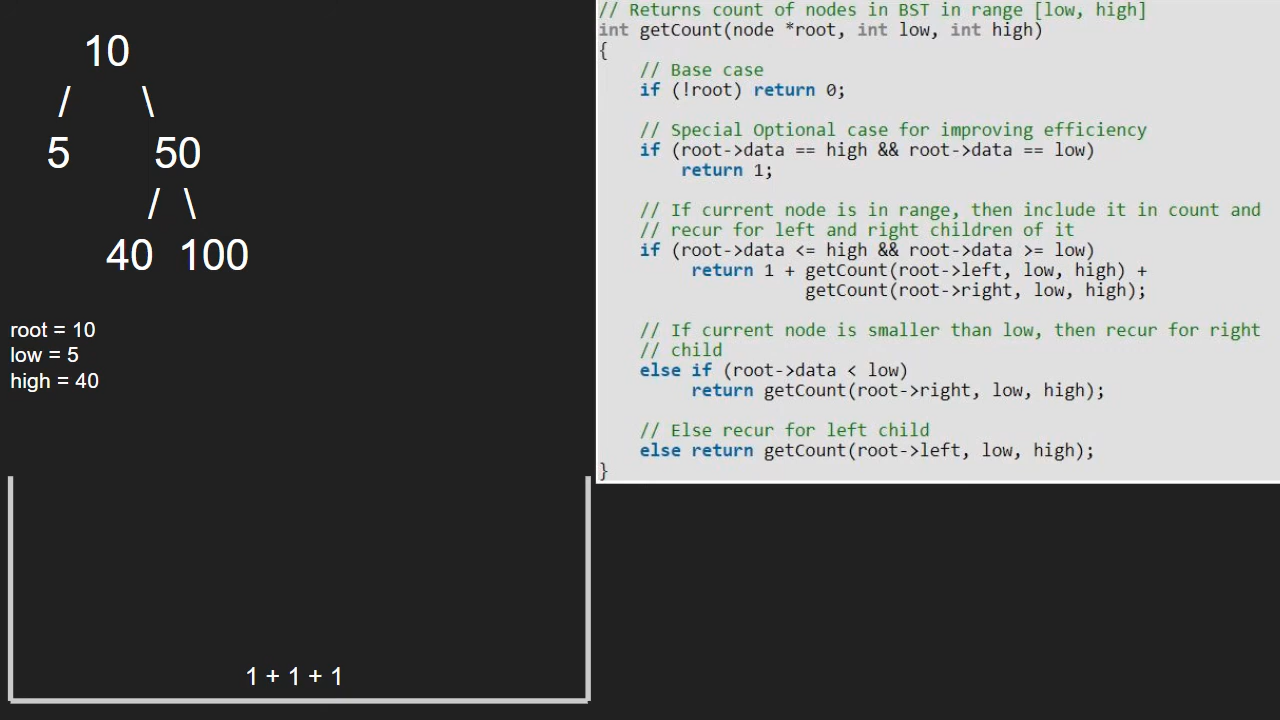 10
/ \
5 50
/ \
40 100
root = 10
low = 5
high = 40
1 + 1 + 1
// Returns count of nodes in BST in range [low, high]
int getCount(node *root, int low, int high)
{
// Base case
if (!root) return 0;
// Special Optional case for improving efficiency
if (root->data == high && root->data == low)
return 1;
// If current node is in range, then include it in count and
// recur for left and right children of it
if (root->data <= high && root->data >= low)
return 1 + getCount(root->left, low, high) +
getCount(root->right, low, high);
// If current node is smaller than low, then recur for right
// child
else if (root->data < low)
return getCount(root->right, low, high);
// Else recur for left child
else return getCount(root->left, low, high);
}